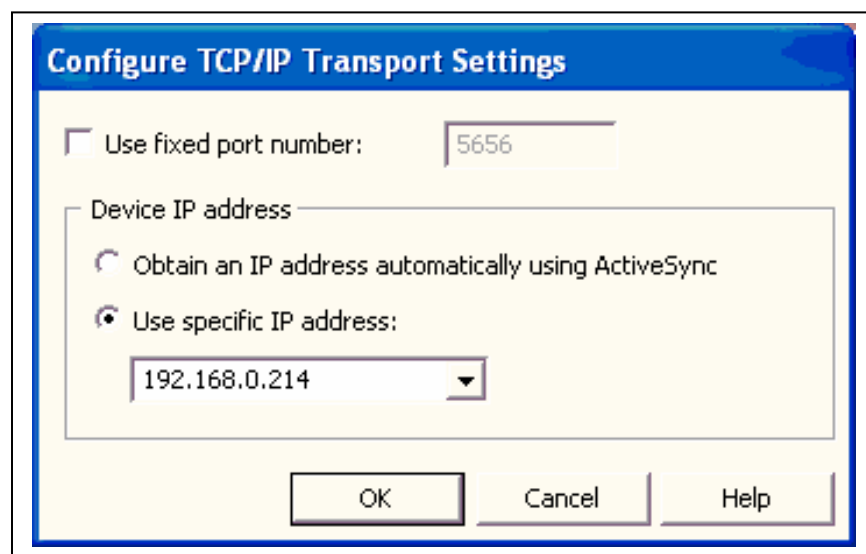 Configure TCP/IP Transport Settings
Use fixed port number: 5656
Device IP address
Obtain an IP address automatically using ActiveSync
Use specific IP address:
192.168.0.214
OK Cancel Help